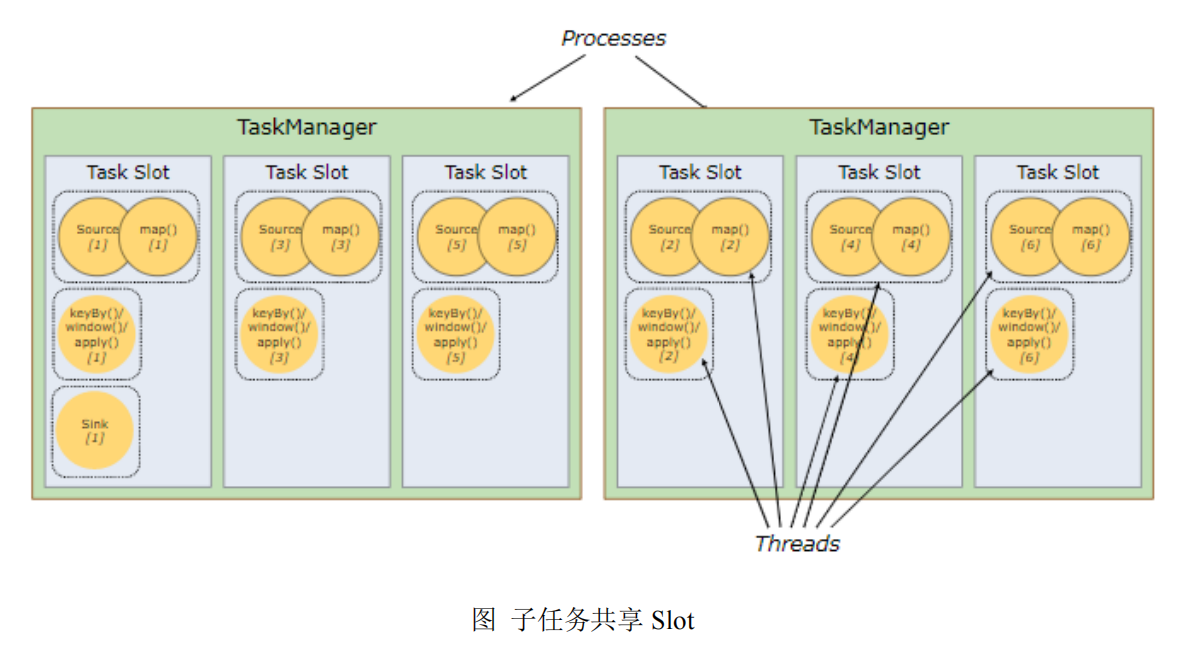 Processes
TaskManager
Task Slot
Source
[1]
map()
[1]
keyBy()/
window()/
apply()
[1]
Sink
[1]
Task Slot
Source
[3]
map()
[3]
keyBy()/
window()/
apply()
[3]
Task Slot
Source
[5]
map()
[5]
keyBy()/
window()/
apply()
[5]
TaskManager
Task Slot
Source
[2]
map()
[2]
keyBy()/
window()/
apply()
[2]
Task Slot
Source
[4]
map()
[4]
keyBy()/
window()/
apply()
[4]
Task Slot
Source
[6]
map()
[6]
keyBy()/
window()/
apply()
[6]
Threads
图 子任务共享 Slot